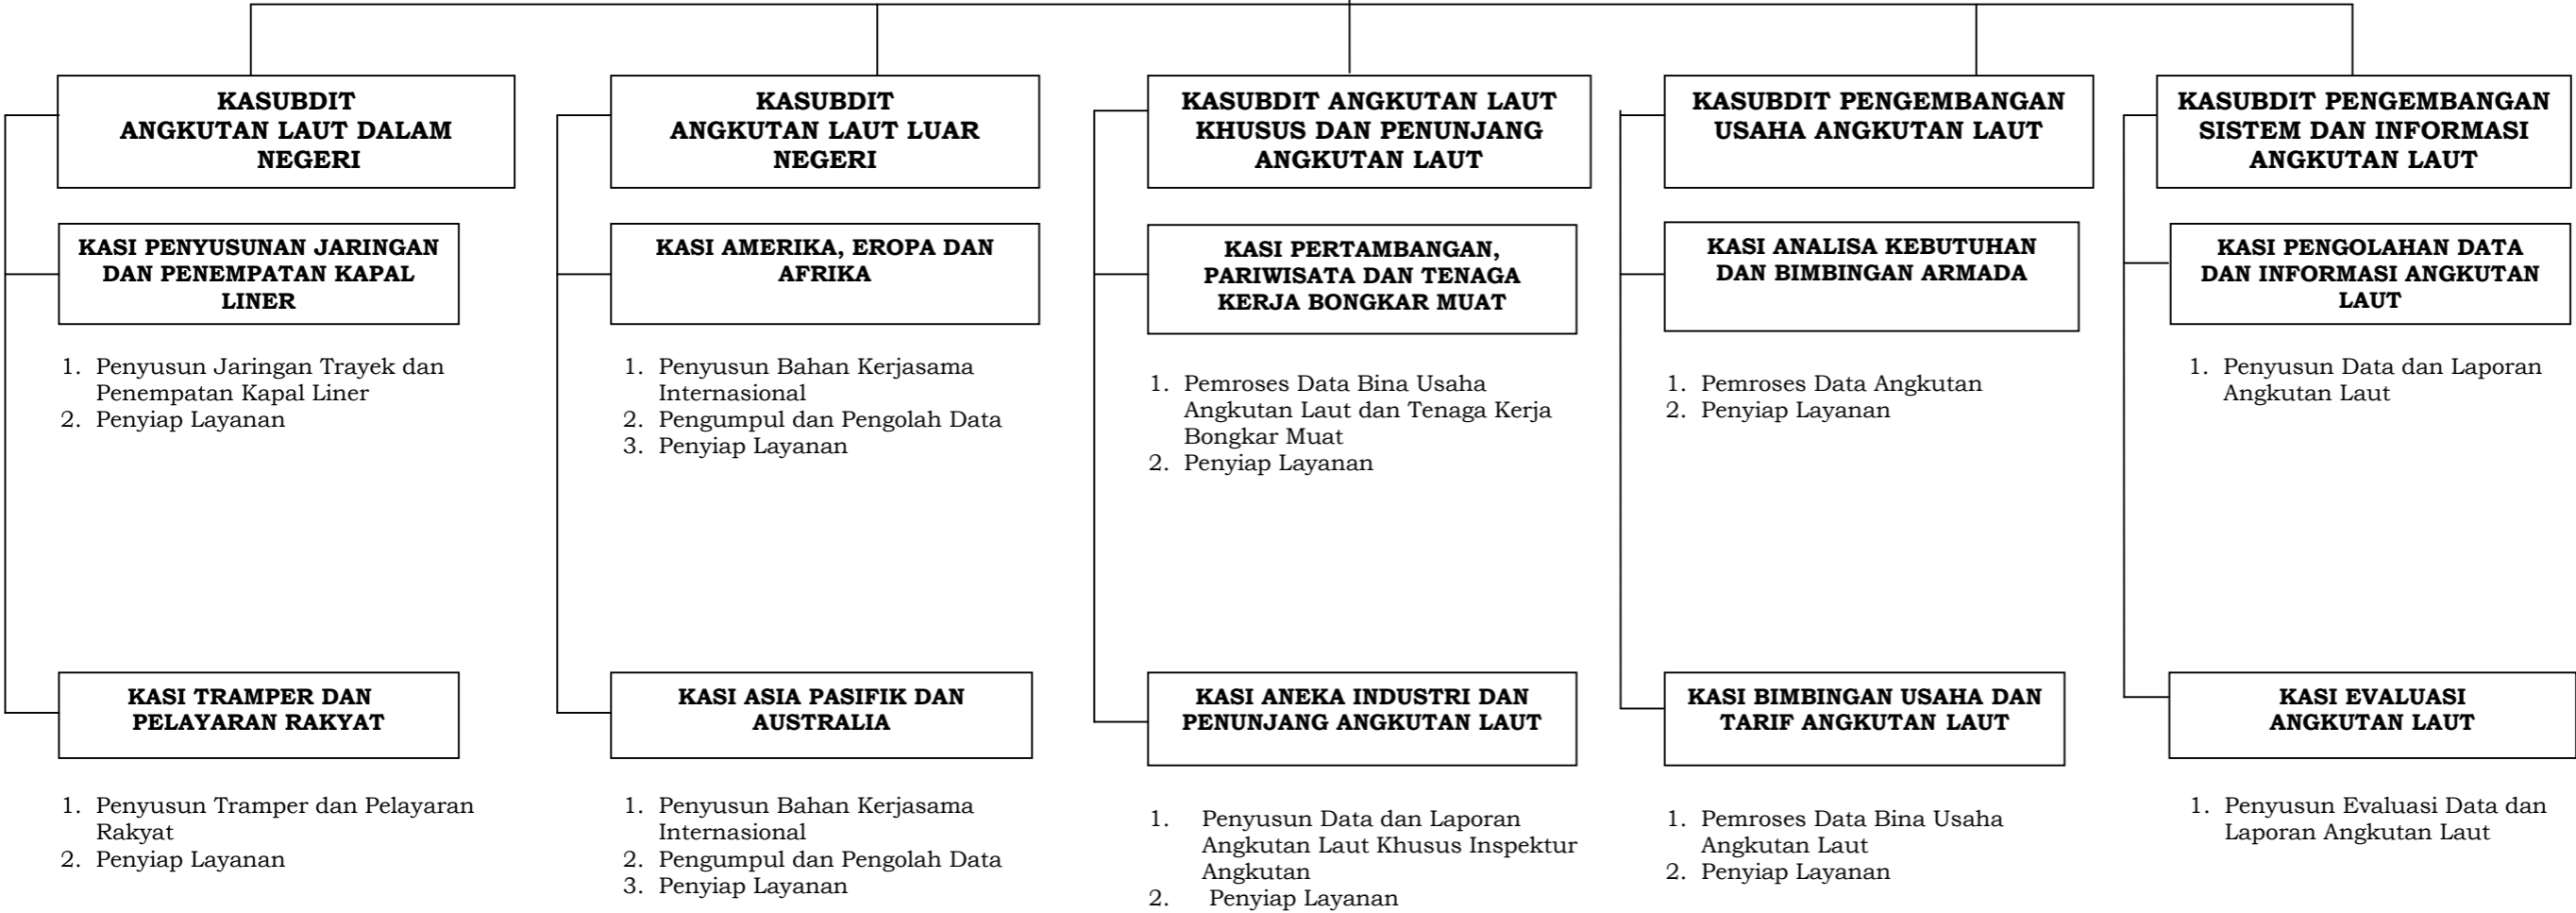 KASUBDIT
ANGKUTAN LAUT DALAM
NEGERI
KASI PENYUSUNAN JARINGAN
DAN PENEMPATAN KAPAL
LINER
1. Penyusun Jaringan Trayek dan
Penempatan Kapal Liner
2. Penyiap Layanan
KASI TRAMPER DAN
PELAYARAN RAKYAT
1. Penyusun Tramper dan Pelayaran
Rakyat
2. Penyiap Layanan
KASUBDIT
ANGKUTAN LAUT LUAR
NEGERI
KASI AMERIKA, EROPA DAN
AFRIKA
1. Penyusun Bahan Kerjasama
Internasional
2. Pengumpul dan Pengolah Data
3. Penyiap Layanan
KASI ASIA PASIFIK DAN
AUSTRALIA
1. Penyusun Bahan Kerjasama
Internasional
2. Pengumpul dan Pengolah Data
3. Penyiap Layanan
KASUBDIT ANGKUTAN LAUT
KHUSUS DAN PENUNJANG
ANGKUTAN LAUT
KASI PERTAMBANGAN,
PARIWISATA DAN TENAGA
KERJA BONGKAR MUAT
1. Pemroses Data Bina Usaha
Angkutan Laut dan Tenaga Kerja
Bongkar Muat
2. Penyiap Layanan
KASI ANEKA INDUSTRI DAN
PENUNJANG ANGKUTAN LAUT
1. Penyusun Data dan Laporan
Angkutan Laut Khusus Inspektur
Angkutan
2. Penyiap Layanan
KASUBDIT PENGEMBANGAN
USAHA ANGKUTAN LAUT
KASI ANALISA KEBUTUHAN
DAN BIMBINGAN ARMADA
1. Pemroses Data Angkutan
2. Penyiap Layanan
KASI BIMBINGAN USAHA DAN
TARIF ANGKUTAN LAUT
1. Pemroses Data Bina Usaha
Angkutan Laut
2. Penyiap Layanan
KASUBDIT PENGEMBANGAN
SISTEM DAN INFORMASI
ANGKUTAN LAUT
KASI PENGOLAHAN DATA
DAN INFORMASI ANGKUTAN
LAUT
1. Penyusun Data dan Laporan
Angkutan Laut
KASI EVALUASI
ANGKUTAN LAUT
1. Penyusun Evaluasi Data dan
Laporan Angkutan Laut